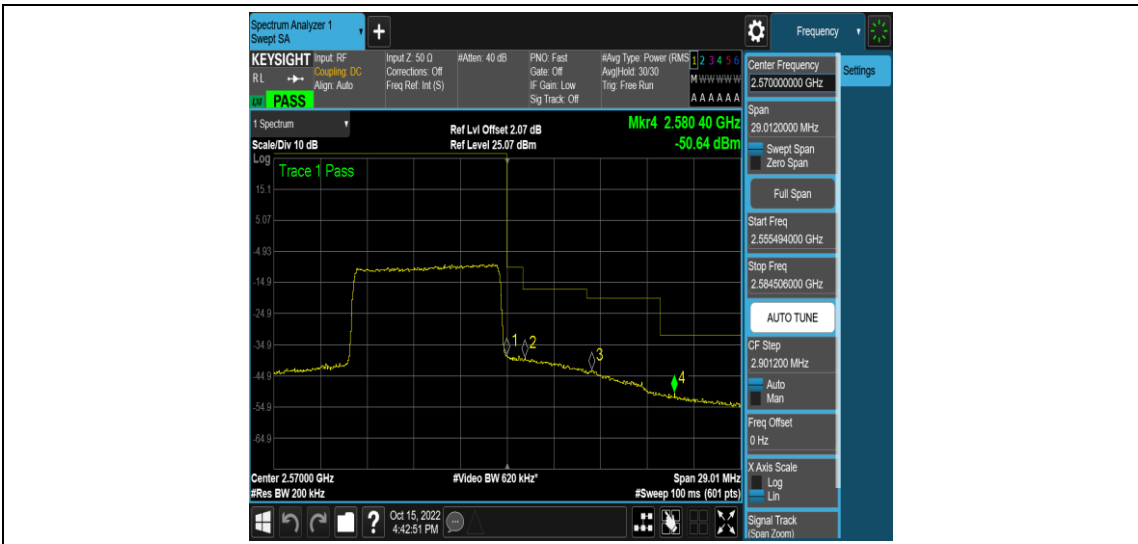 Spectrum Analyzer 1
Swept SA
+
Frequency
KEYSIGHT
RL
LXI PASS
Input: RF
Coupling: DC
Align: Auto
Input Z: 50 Ω
Corrections: Off
Freq Ref: Int (S)
#Atten: 40 dB
PNO: Fast
Gate: Off
IF Gain: Low
Sig Track: Off
#Avg Type: Power (RMS
Avg|Hold: 30/30
Trig: Free Run
1 2 3 4 5 6
M W W W W W
A A A A A A
1 Spectrum
Scale/Div 10 dB
Ref Lvl Offset 2.07 dB
Ref Level 25.07 dBm
Mkr4 2.580 40 GHz
-50.64 dBm
Log
Trace 1 Pass
15.1
5.07
-4.93
-14.9
-24.9
-34.9
-44.9
-54.9
-64.9
1
2
3
4
Center 2.57000 GHz
#Res BW 200 kHz
#Video BW 620 kHz*
Span 29.01 MHz
#Sweep 100 ms (601 pts)
?
Oct 15, 2022
4:42:51 PM
Center Frequency
2.570000000 GHz
Settings
Span
29.0120000 MHz
Swept Span
Zero Span
Full Span
Start Freq
2.555494000 GHz
Stop Freq
2.584506000 GHz
AUTO TUNE
CF Step
2.901200 MHz
Auto
Man
Freq Offset
0 Hz
X Axis Scale
Log
Lin
Signal Track
(Span Zoom)